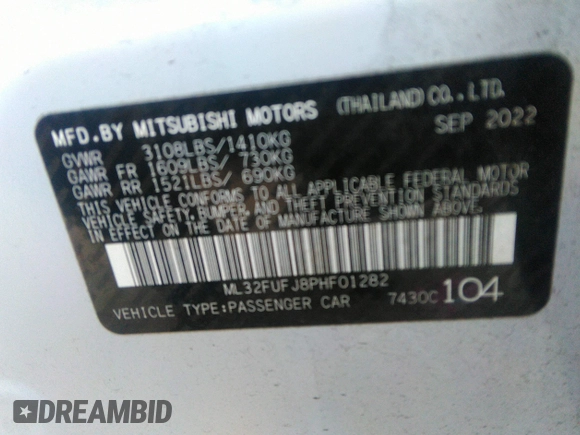 MFD.BY MITSUBISHI MOTORS (THAILAND)CO.,LTD.
SEP 2022
GVWR 3108LBS/1410KG
GAWR FR 1609LBS/ 730KG
GAWR RR 1521LBS/ 690KG
THIS VEHICLE CONFORMS TO ALL APPLICABLE FEDERAL MOTOR
VEHICLE SAFETY,BUMPER,AND THEFT PREVENTION STANDARDS
IN EFFECT ON THE DATE OF MANUFACTURE SHOWN ABOVE.
ML32FUFJ8PHF01282
VEHICLE TYPE:PASSENGER CAR 7430C 104
DREAMBID